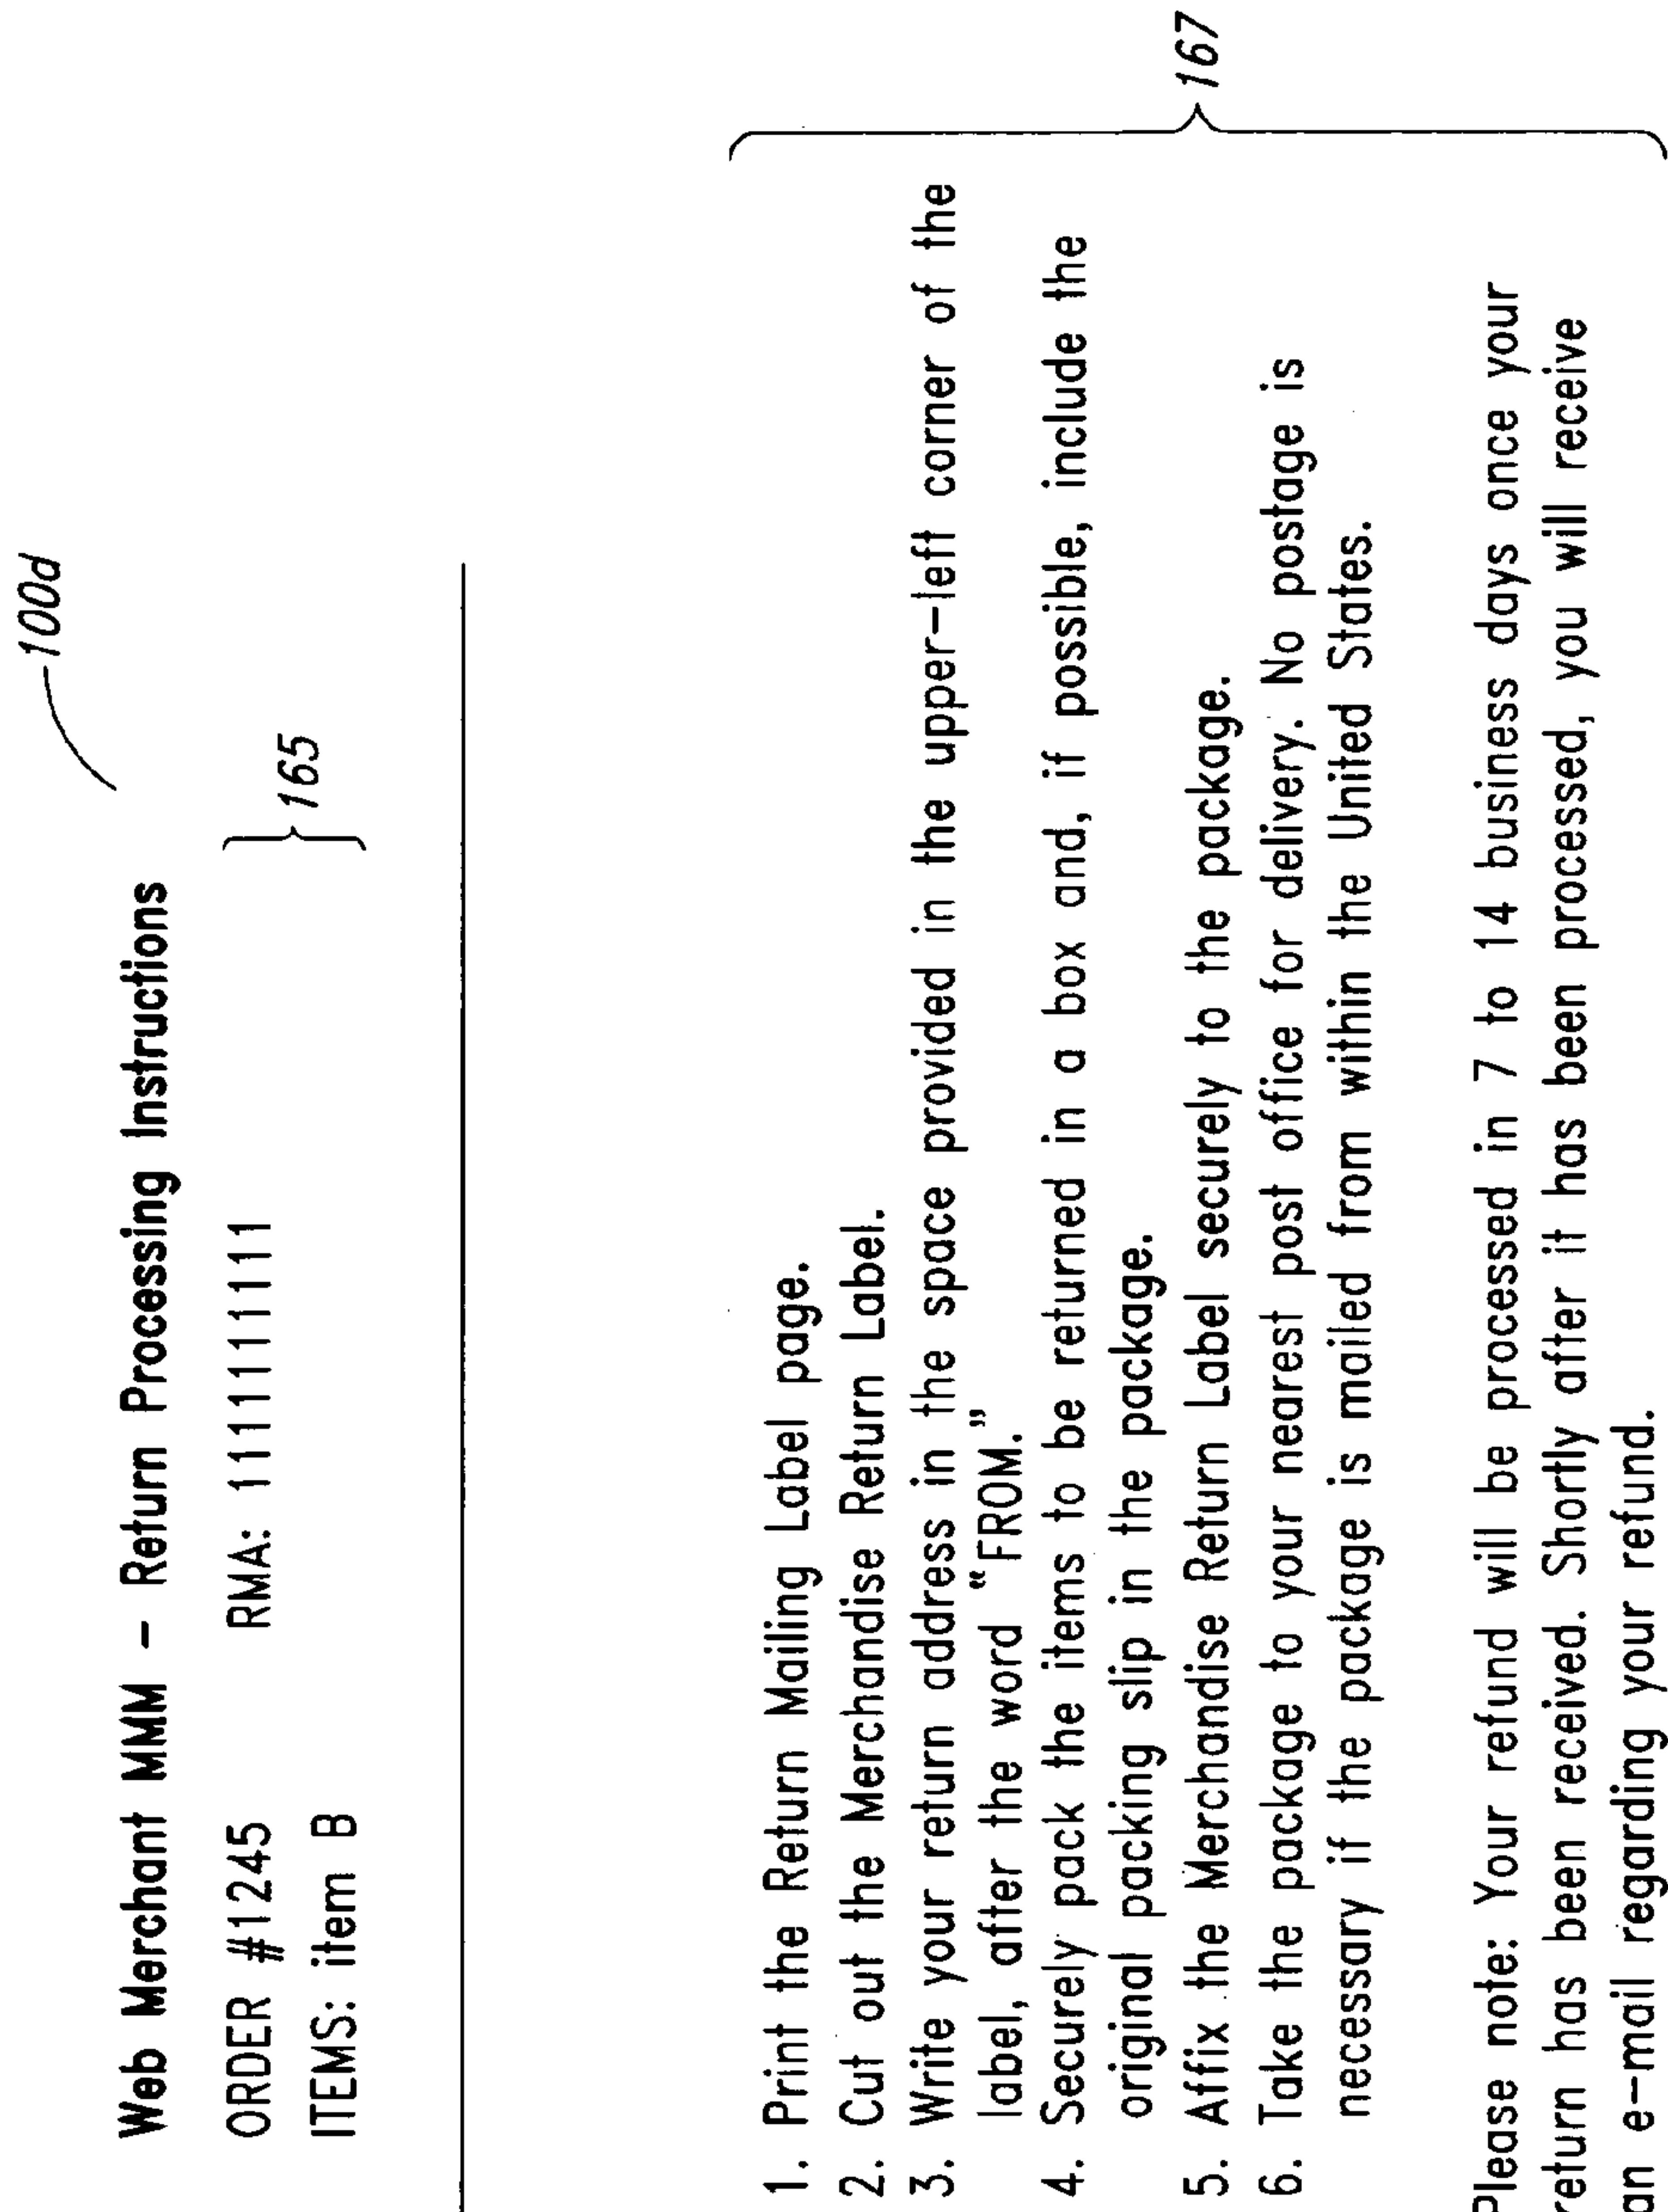 100d
Web Merchant MMM – Return Processing Instructions
ORDER #1245 RMA: 1111111111
ITEMS: item B
165
1. Print the Return Mailing Label page.
2. Cut out the Merchandise Return Label.
3. Write your return address in the space provided in the upper–left corner of the
label, after the word “FROM.”
4. Securely pack the items to be returned in a box and, if possible, include the
original packing slip in the package.
5. Affix the Merchandise Return Label securely to the package.
6. Take the package to your nearest post office for delivery. No postage is
necessary if the package is mailed from within the United States.
167
Please note: Your refund will be processed in 7 to 14 business days once your
return has been received. Shortly after it has been processed, you will receive
an e–mail regarding your refund.